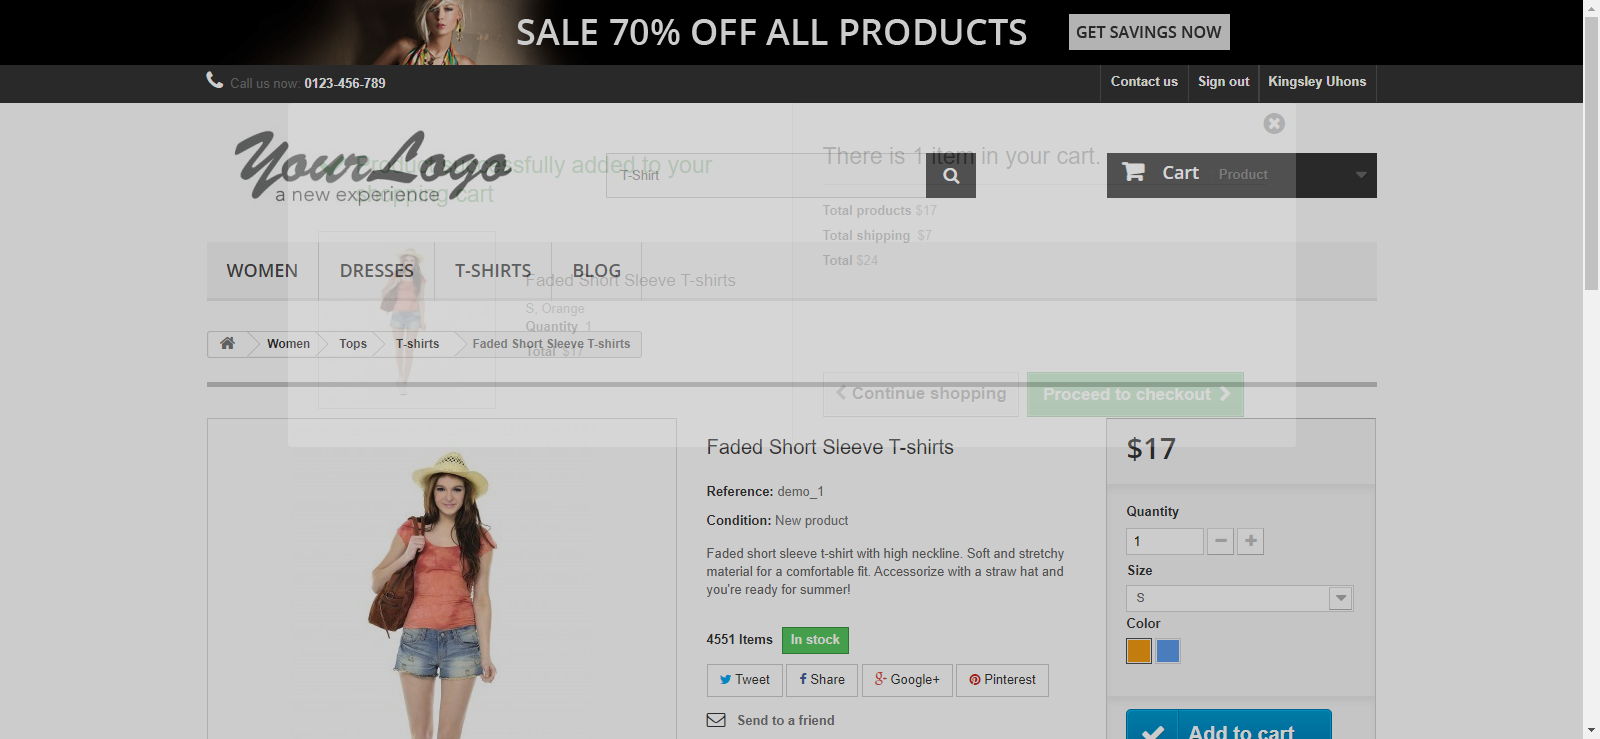 SALE 70% OFF ALL PRODUCTS
GET SAVINGS NOW
Call us now: 0123-456-789
Contact us
Sign out
Kingsley Uhons
YourLogo
a new experience
Product successfully added to your
shopping cart
T-Shirt
There is 1 item in your cart.
Cart Product
Total products $17
Total shipping $7
Total $24
WOMEN
DRESSES
T-SHIRTS
BLOG
Faded Short Sleeve T-shirts
S, Orange
Quantity 1
Total $17
Women
Tops
T-shirts
Faded Short Sleeve T-shirts
Continue shopping
Proceed to checkout
Faded Short Sleeve T-shirts
Reference: demo_1
Condition: New product
Faded short sleeve t-shirt with high neckline. Soft and stretchy
material for a comfortable fit. Accessorize with a straw hat and
you're ready for summer!
4551 Items In stock
Tweet
Share
Google+
Pinterest
Send to a friend
$17
Quantity
1
Size
S
Color
Add to cart